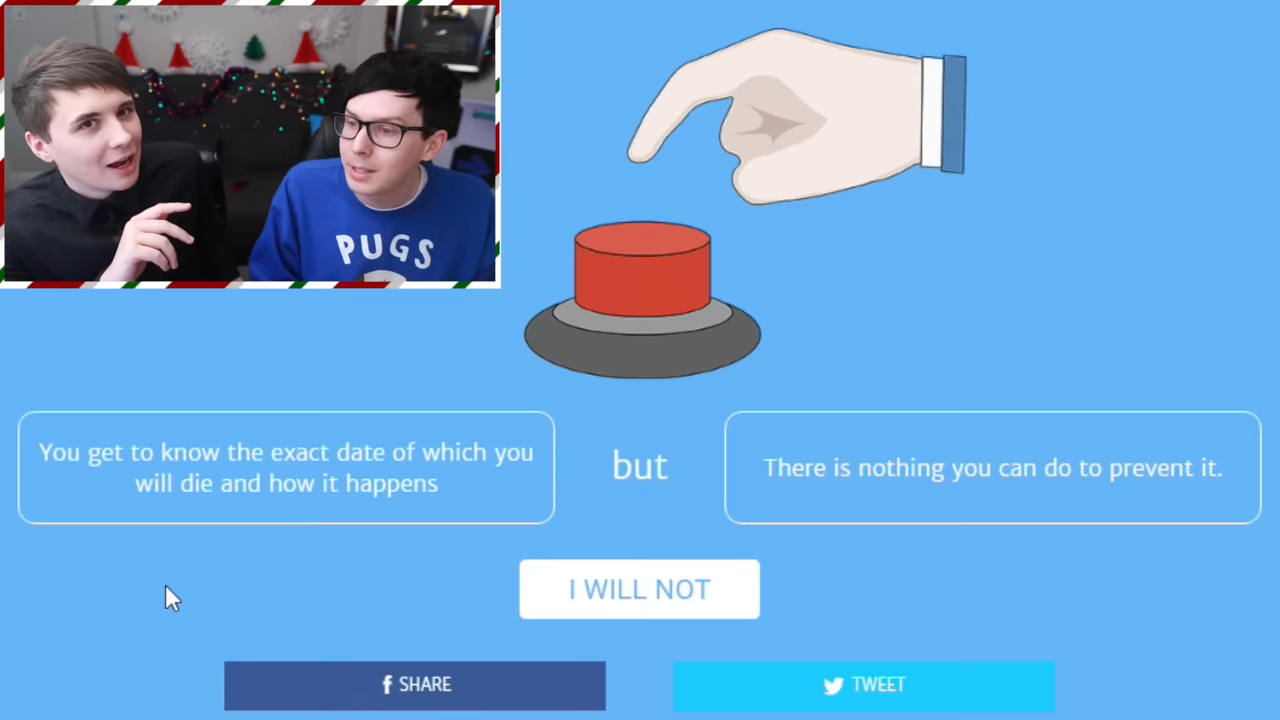 PUGS
You get to know the exact date of which you
will die and how it happens
but
There is nothing you can do to prevent it.
I WILL NOT
f SHARE
TWEET